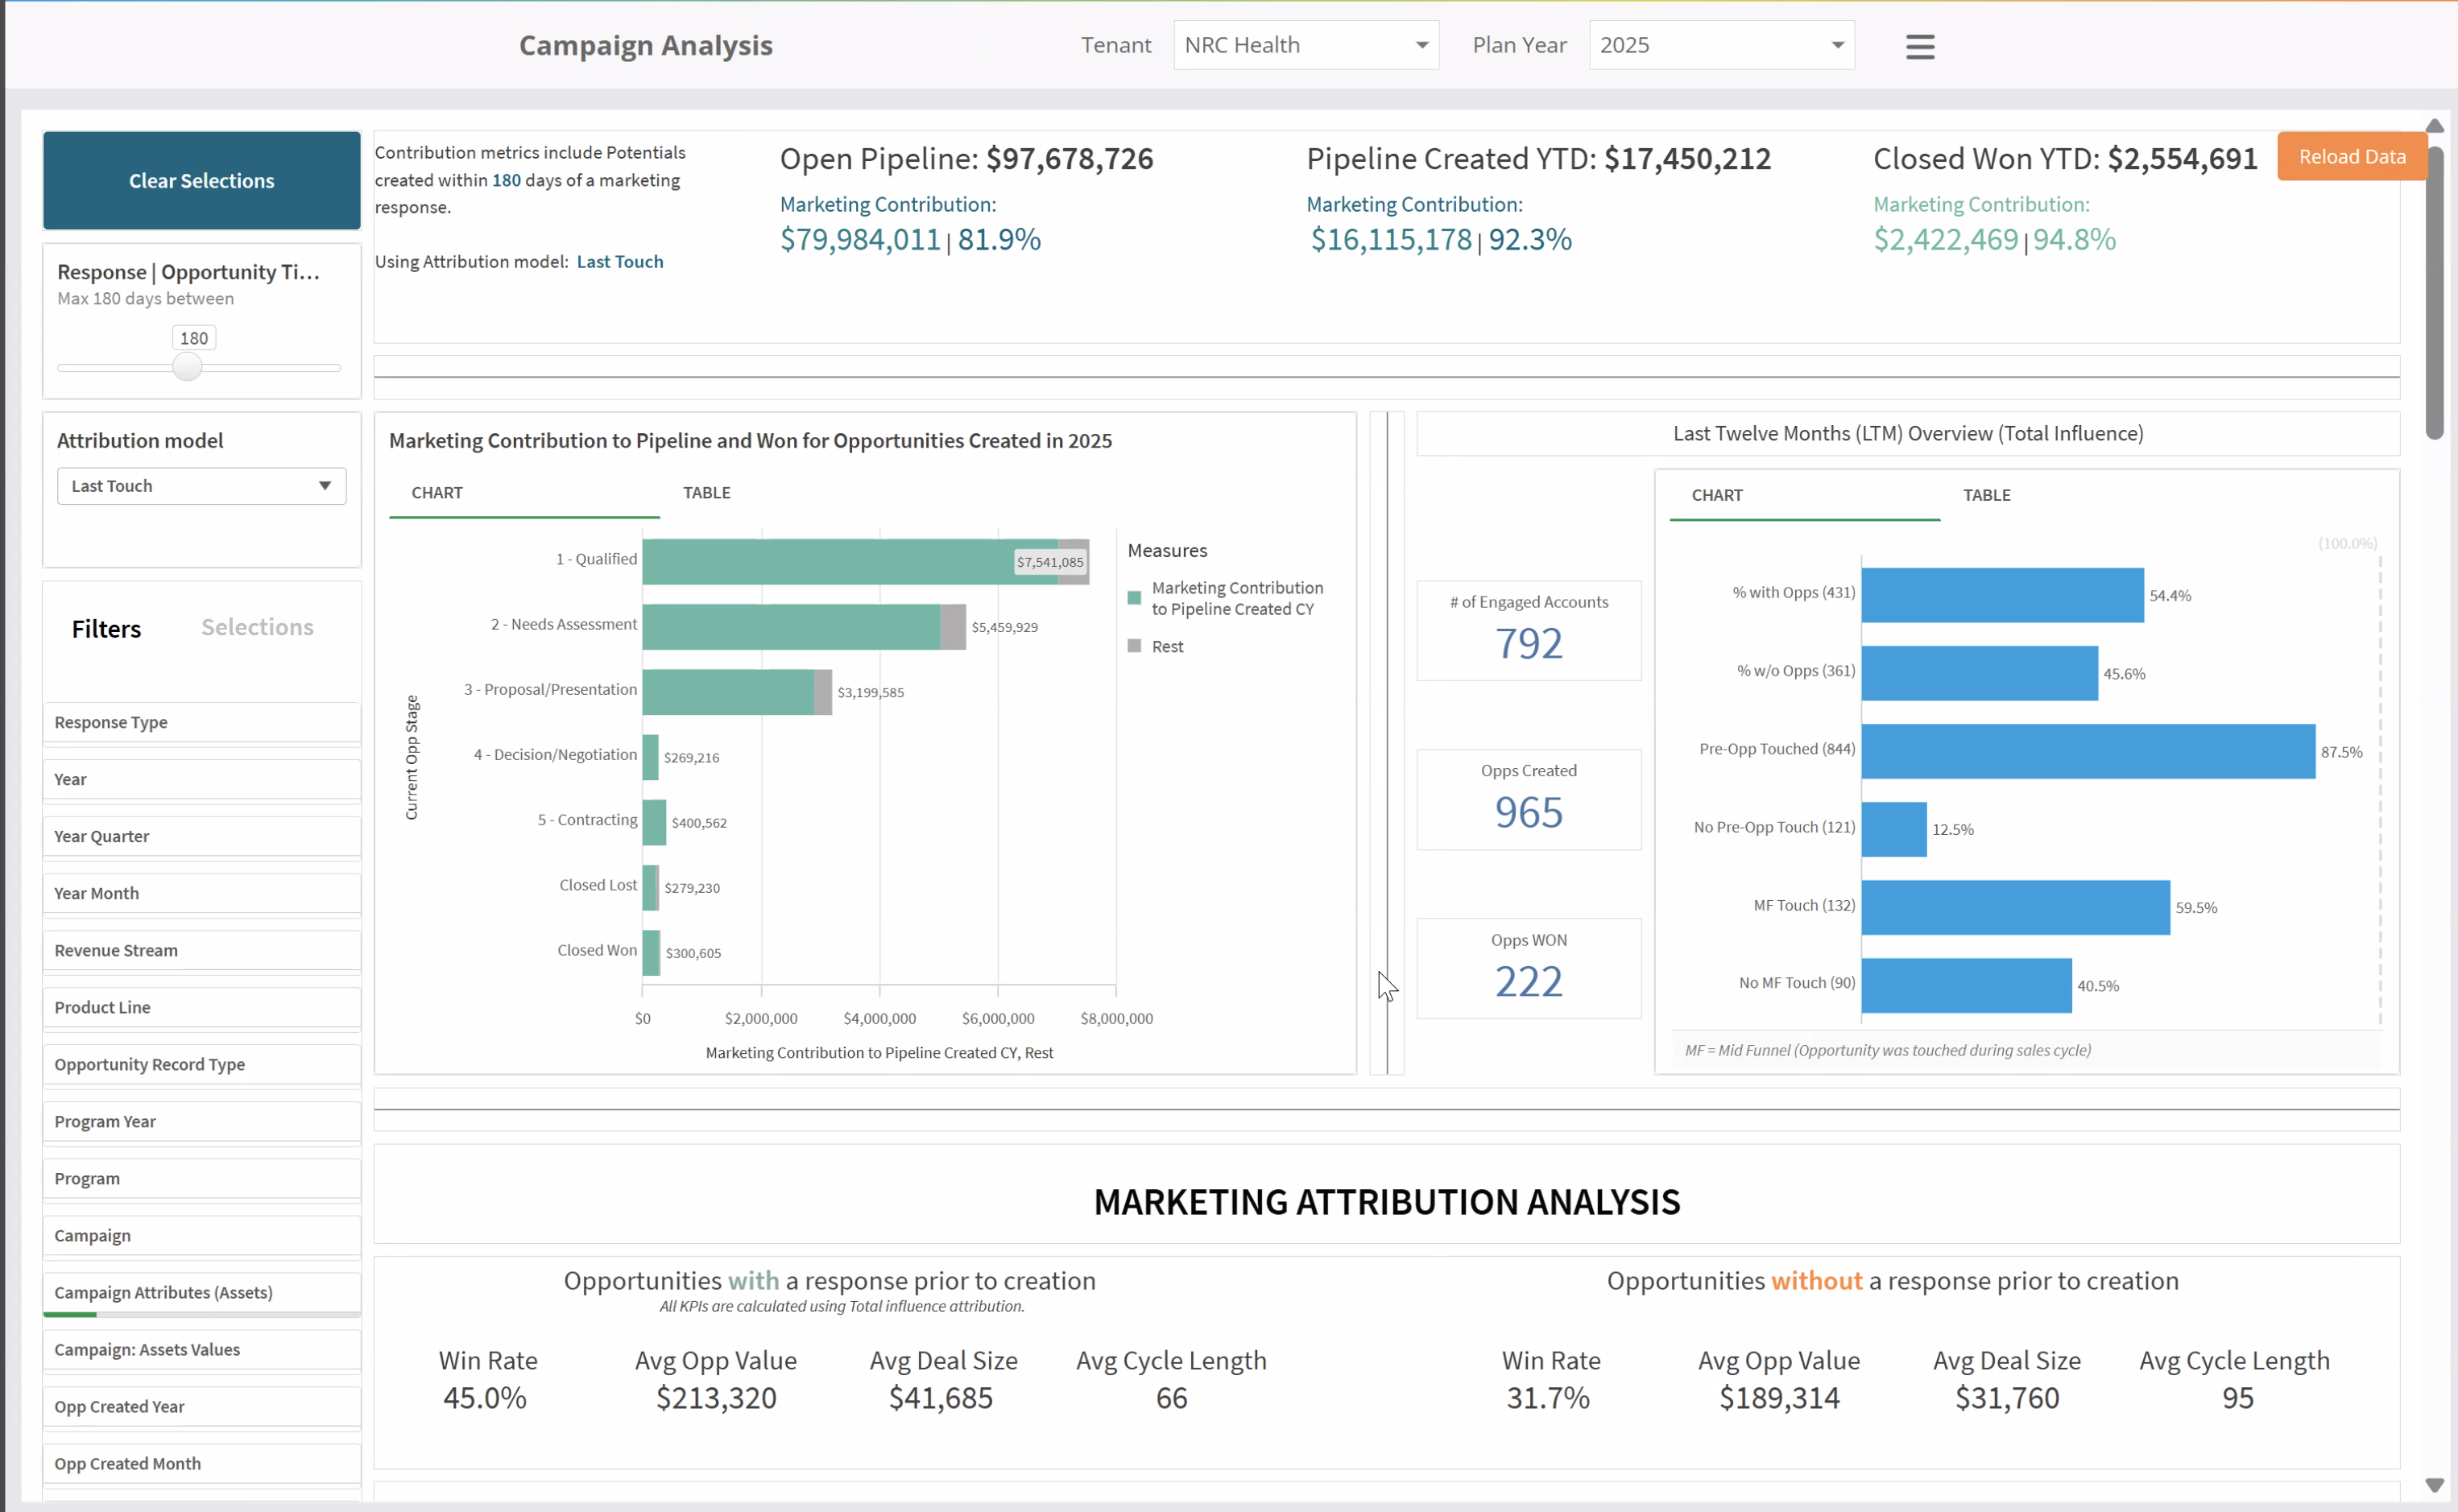 Campaign Analysis
Tenant
NRC Health
Plan Year
2025
Clear Selections
Response | Opportunity Ti...
Max 180 days between
180
Attribution model
Last Touch
Filters
Selections
Response Type
Year
Year Quarter
Year Month
Revenue Stream
Product Line
Opportunity Record Type
Program Year
Program
Campaign
Campaign Attributes (Assets)
Campaign: Assets Values
Opp Created Year
Opp Created Month
Contribution metrics include Potentials
created within 180 days of a marketing
response.
Using Attribution model: Last Touch
Open Pipeline: $97,678,726
Marketing Contribution:
$79,984,011 | 81.9%
Pipeline Created YTD: $17,450,212
Marketing Contribution:
$16,115,178 | 92.3%
Closed Won YTD: $2,554,691
Marketing Contribution:
$2,422,469 | 94.8%
Reload Data
Marketing Contribution to Pipeline and Won for Opportunities Created in 2025
CHART
TABLE
Current Opp Stage
1 - Qualified
$7,541,085
2 - Needs Assessment
$5,459,929
3 - Proposal/Presentation
$3,199,585
4 - Decision/Negotiation
$269,216
5 - Contracting
$400,562
Closed Lost
$279,230
Closed Won
$300,605
$0
$2,000,000
$4,000,000
$6,000,000
$8,000,000
Marketing Contribution to Pipeline Created CY, Rest
Measures
Marketing Contribution
to Pipeline Created CY
Rest
Last Twelve Months (LTM) Overview (Total Influence)
# of Engaged Accounts
792
Opps Created
965
Opps WON
222
CHART
TABLE
(100.0%)
% with Opps (431)
54.4%
% w/o Opps (361)
45.6%
Pre-Opp Touched (844)
87.5%
No Pre-Opp Touch (121)
12.5%
MF Touch (132)
59.5%
No MF Touch (90)
40.5%
MF = Mid Funnel (Opportunity was touched during sales cycle)
MARKETING ATTRIBUTION ANALYSIS
Opportunities with a response prior to creation
All KPIs are calculated using Total influence attribution.
Win Rate
45.0%
Avg Opp Value
$213,320
Avg Deal Size
$41,685
Avg Cycle Length
66
Opportunities without a response prior to creation
Win Rate
31.7%
Avg Opp Value
$189,314
Avg Deal Size
$31,760
Avg Cycle Length
95